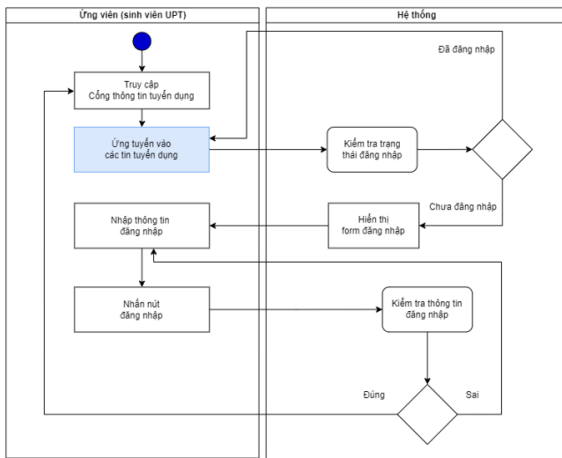 Ứng viên (sinh viên UPT)
Hệ thống
Đã đăng nhập
Truy cập
Cổng thông tin tuyển dụng
Ứng tuyển vào
các tin tuyển dụng
Kiểm tra trạng
thái đăng nhập
Chưa đăng nhập
Nhập thông tin
đăng nhập
Hiển thị
form đăng nhập
Nhấn nút
đăng nhập
Kiểm tra thông tin
đăng nhập
Đúng
Sai